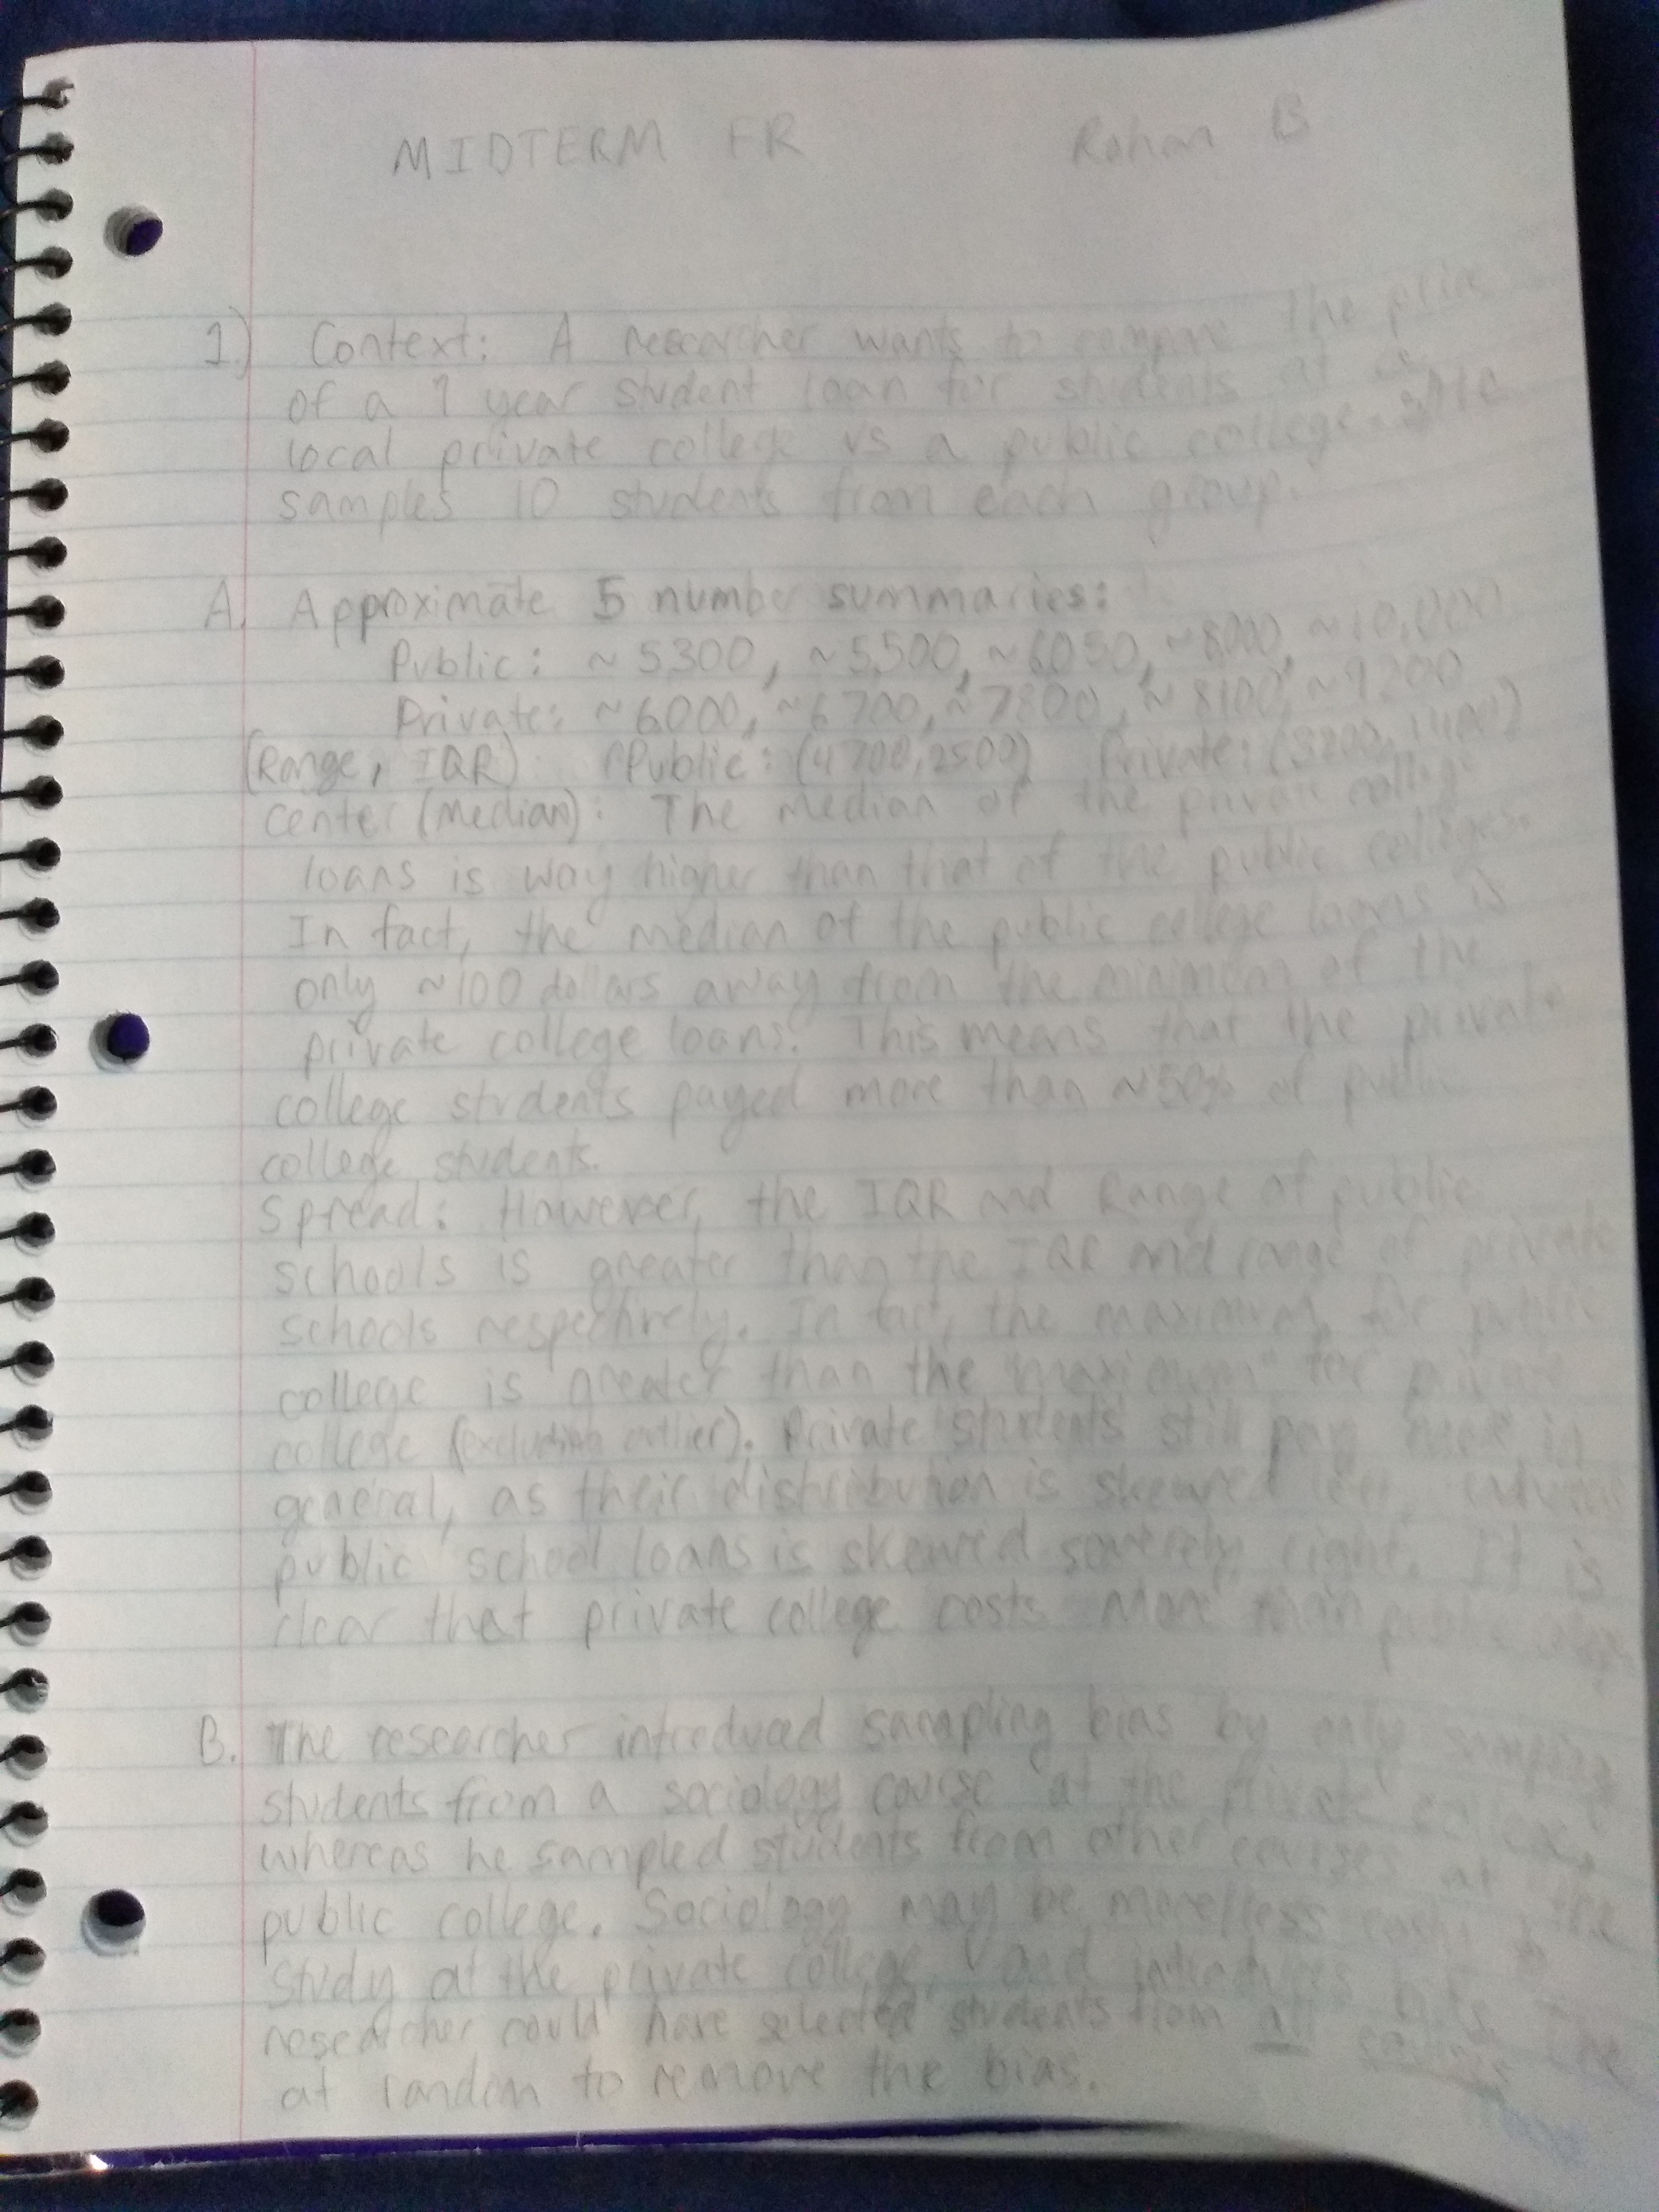 MIDTERM FR Rohan B
1.) Context: A researcher wants to compare the price
of a 1 year student loan for students at a
local private college vs a public college.
samples 10 students from each group.
A. Approximate 5 number summaries:
Public: ~5300, ~5,500, ~6050, ~8000, ~10,000
Private: ~6000, ~6700, ~7800, ~8100, ~9200
(Range, IQR): Public: (4700, 2500) Private: (3200, 1400)
Center (Median): The Median of the private college
loans is way higher than that of the public colleges.
In fact, the median of the public college loans is
only ~100 dollars away from the minimum of the
private college loans. This means that the private
college students payed more than ~50% of public
college students.
Spread: However, the IQR and Range of public
schools is greater than the IQR and range of private
schools respectively. In fact, the maximum for public
college is greater than the "maximum" for private
college (excluding outlier). Private students still pay more in
general, as their distribution is skewed left, whereas
public school loans is skewed severely right. It is
clear that private college costs more than public
B. The researcher introduced sampling bias by only sampling
students from a sociology course at the private college,
whereas he sampled students from other courses at the
public college. Sociology may be more/less to
study at the private college, and introduces bias. The
researcher could have selected students from all courses
at random to remove the bias.